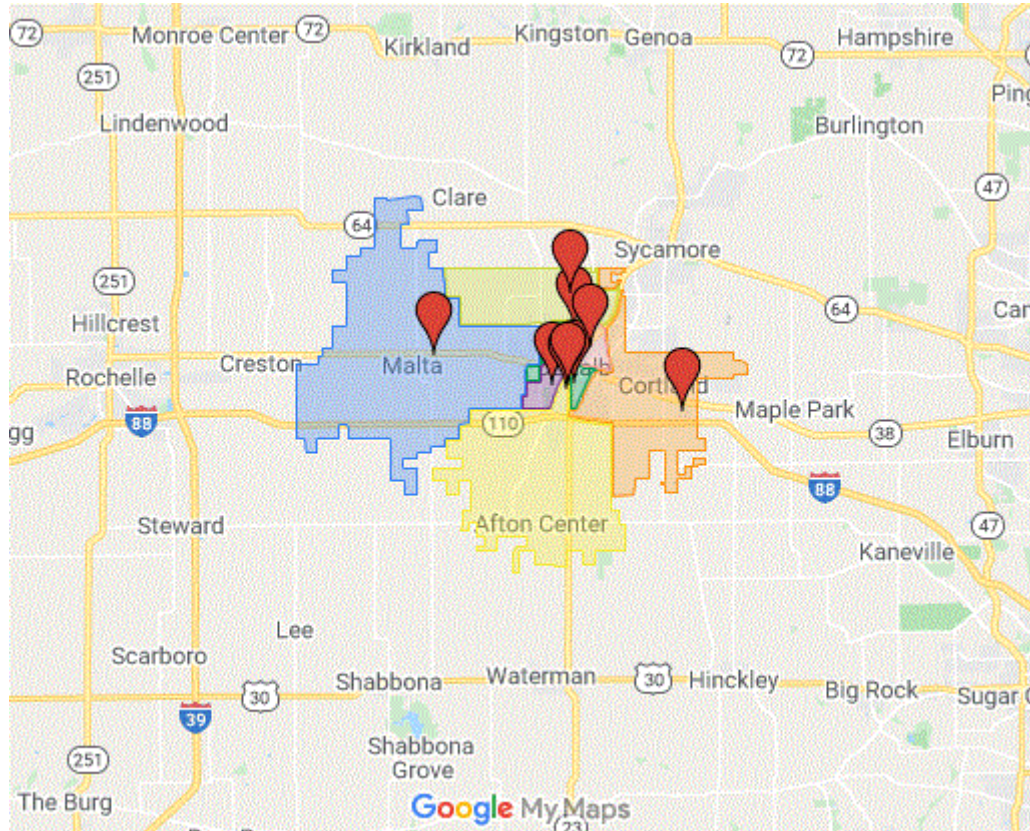 72
Monroe Center
72
Kirkland
Kingston
Genoa
Hampshire
72
251
Ping
Lindenwood
Burlington
47
Clare
64
Sycamore
251
64
Hillcrest
Creston
Malta
Cortland
Rochelle
88
Maple Park
gg
110
38
Elburn
88
Steward
Afton Center
47
Kaneville
Lee
Scarboro
Shabbona
Waterman
30
Hinckley
Big Rock
30
39
251
Shabbona
Grove
The Burg
Google My Maps
23